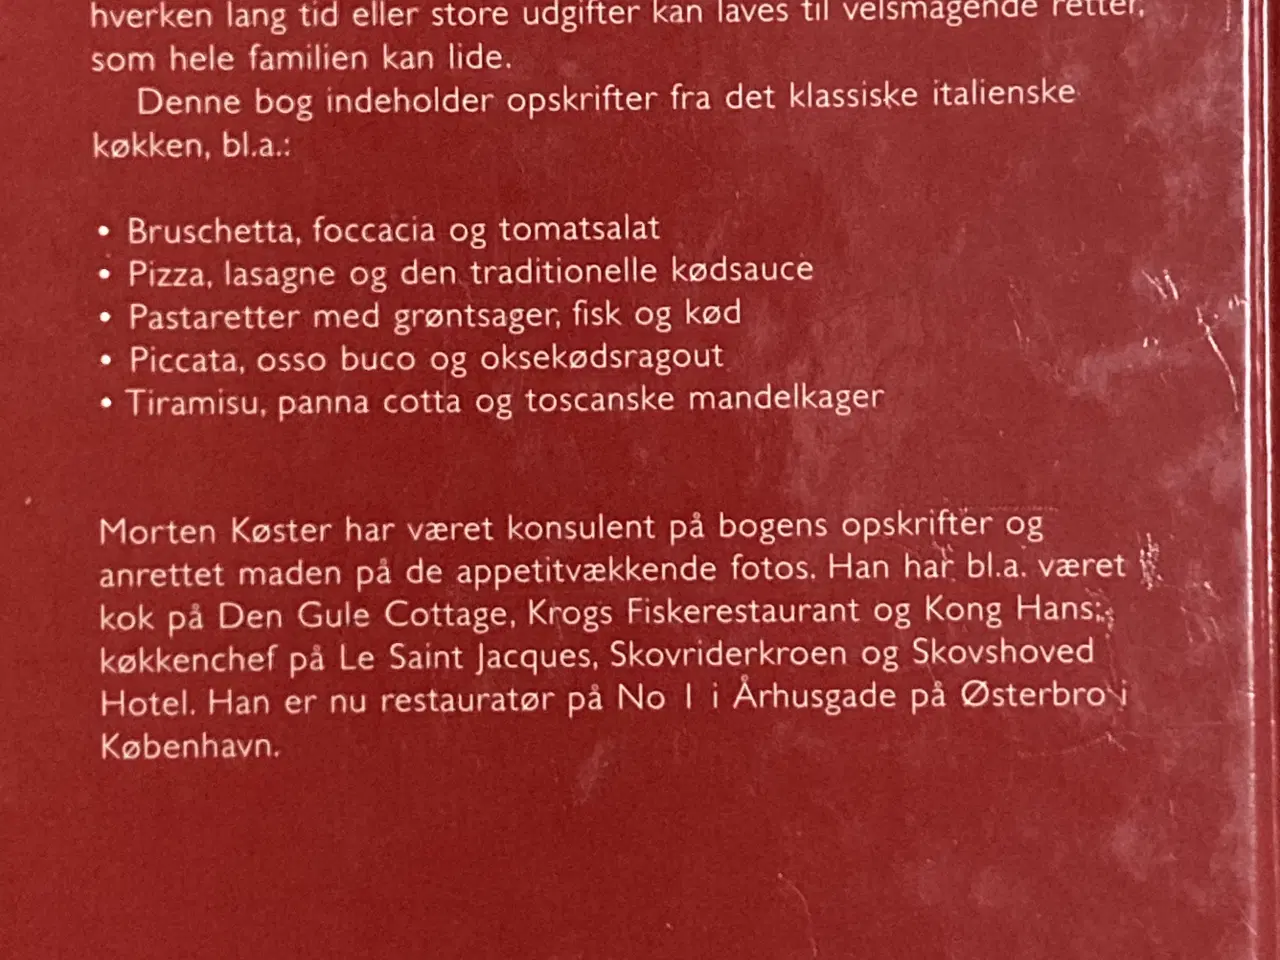 hverken lang tid eller store udgifter kan laves til velsmagende retter,
som hele familien kan lide.
Denne bog indeholder opskrifter fra det klassiske italienske
køkken, bl.a.:
• Bruschetta, foccacia og tomatsalat
• Pizza, lasagne og den traditionelle kødsauce
• Pastaretter med grøntsager, fisk og kød
• Piccata, osso buco og oksekødsragout
• Tiramisu, panna cotta og toscanske mandelkager
Morten Køster har været konsulent på bogens opskrifter og
anrettet maden på de appetitvækkende fotos. Han har bl.a. været
kok på Den Gule Cottage, Krogs Fiskerestaurant og Kong Hans;
køkkenchef på Le Saint Jacques, Skovriderkroen og Skovshoved
Hotel. Han er nu restauratør på No 1 i Århusgade på Østerbro i
København.